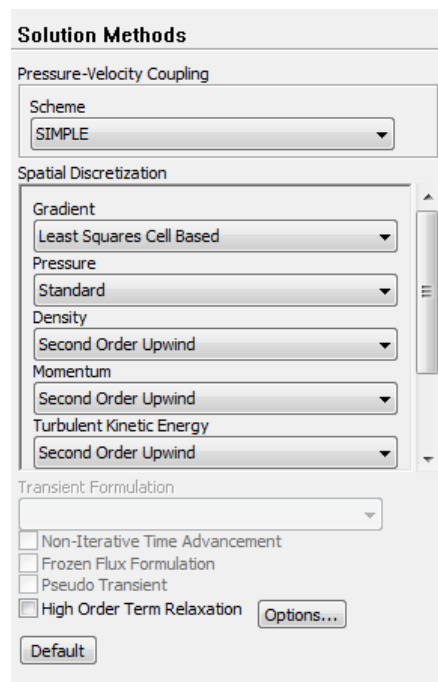 Solution Methods
Pressure-Velocity Coupling
Scheme
SIMPLE
Spatial Discretization
Gradient
Least Squares Cell Based
Pressure
Standard
Density
Second Order Upwind
Momentum
Second Order Upwind
Turbulent Kinetic Energy
Second Order Upwind
Transient Formulation
Non-Iterative Time Advancement
Frozen Flux Formulation
Pseudo Transient
High Order Term Relaxation Options...
Default